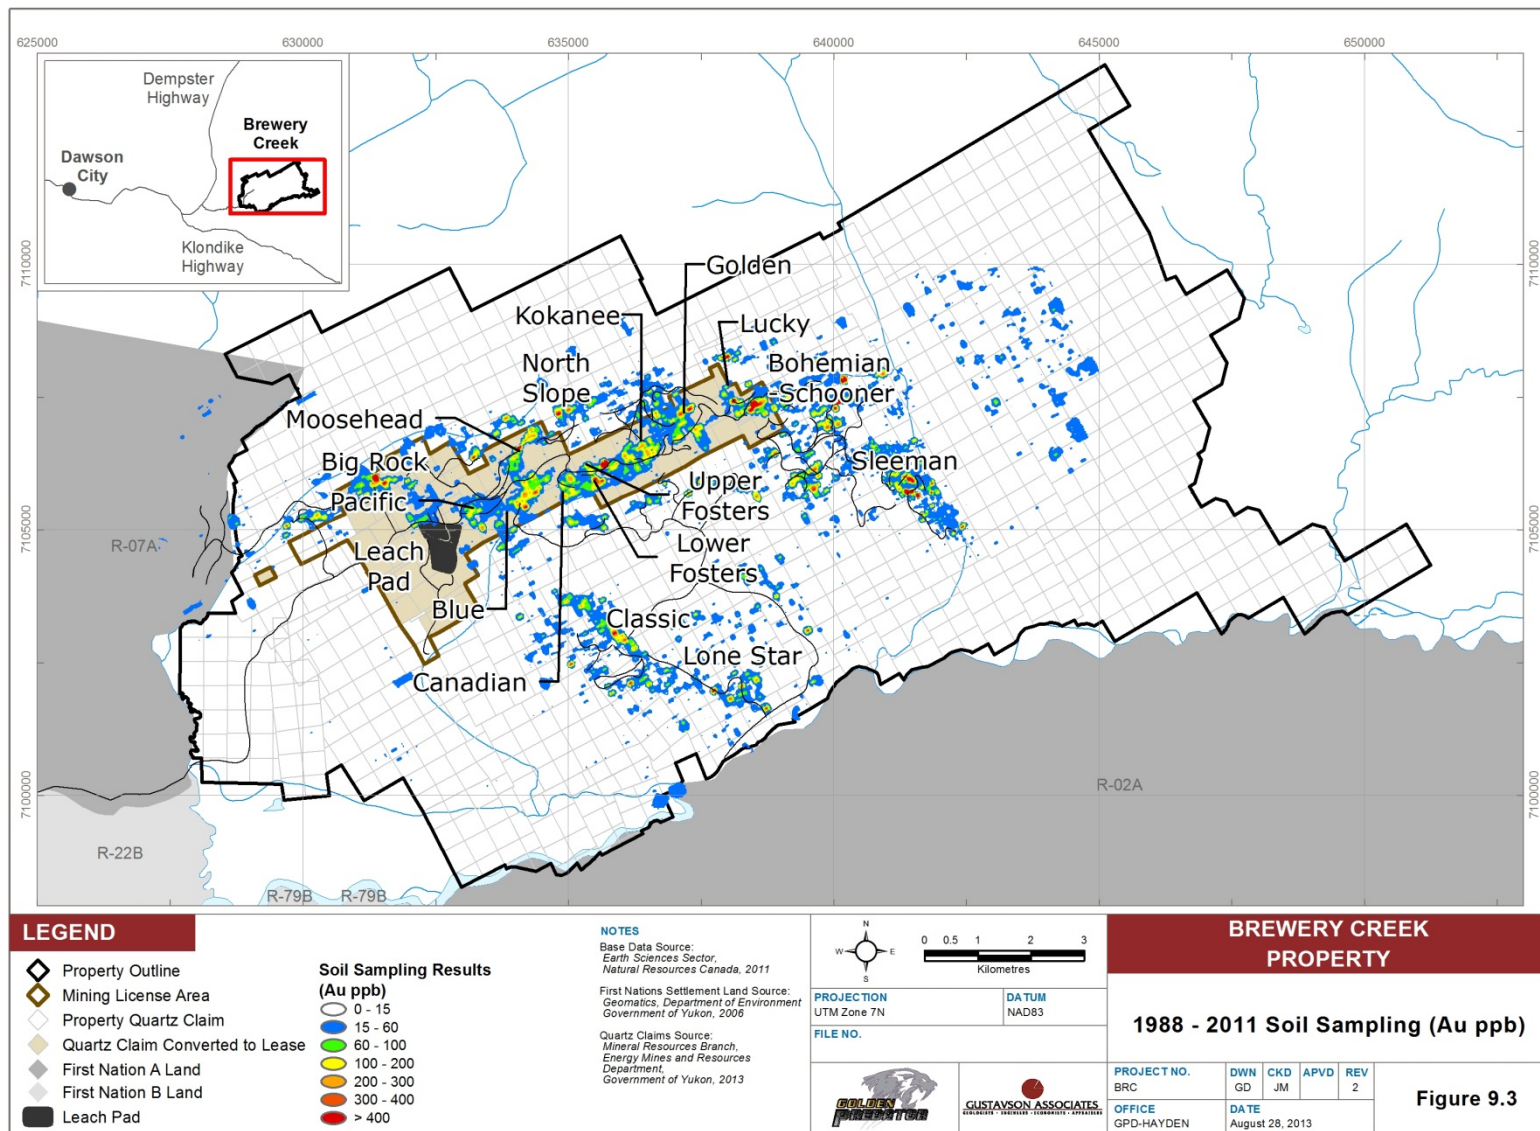 625000
630000
635000
640000
645000
650000
Dempster
Highway
Brewery
Creek
Dawson
City
Klondike
Highway
7110000
7110000
7105000
7105000
7100000
7100000
Golden
Kokanee
Lucky
North
Slope
Bohemian
-Schooner
Moosehead
Big Rock
Sleeman
Pacific
Upper
Fosters
Leach
Pad
Lower
Fosters
Blue
Classic
Lone Star
Canadian
R-07A
R-02A
R-22B
R-79B
R-79B
LEGEND
Property Outline
Mining License Area
Property Quartz Claim
Quartz Claim Converted to Lease
First Nation A Land
First Nation B Land
Leach Pad
Soil Sampling Results
(Au ppb)
0 - 15
15 - 60
60 - 100
100 - 200
200 - 300
300 - 400
> 400
NOTES
Base Data Source:
Earth Sciences Sector,
Natural Resources Canada, 2011
First Nations Settlement Land Source:
Geomatics, Department of Environment
Government of Yukon, 2006
Quartz Claims Source:
Mineral Resources Branch,
Energy Mines and Resources
Department,
Government of Yukon, 2013
N
W E
S
0 0.5 1 2 3
Kilometres
PROJECTION
UTM Zone 7N
DATUM
NAD83
FILE NO.
GOLDEN
PREDATOR
GUSTAVSON ASSOCIATES
GEOLOGISTS - ENGINEERS - ECONOMISTS - APPRAISERS
BREWERY CREEK
PROPERTY
1988 - 2011 Soil Sampling (Au ppb)
PROJECT NO.
BRC
DWN
GD
CKD
JM
APVD
REV
2
OFFICE
GPD-HAYDEN
DATE
August 28, 2013
Figure 9.3